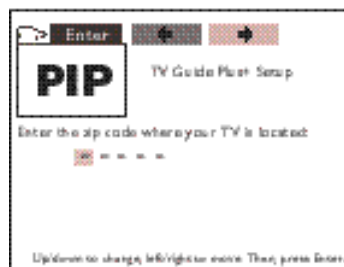 Enter
PIP
TV Guide Plus+ Setup
Enter the zip code where your TV is located:
Up/down to change, left/right to move. Then, press Enter